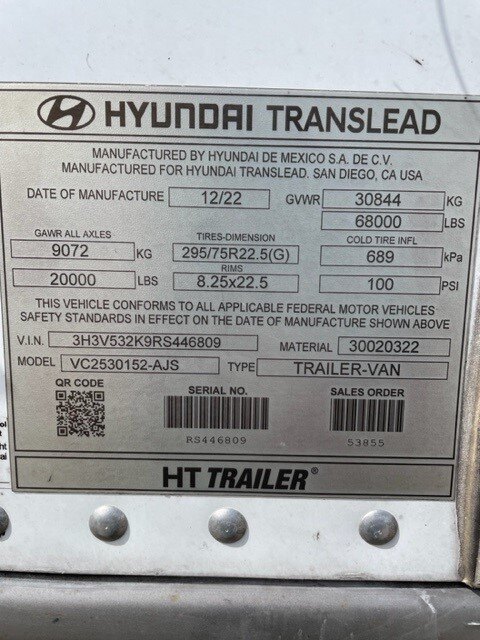 HYUNDAI TRANSLEAD
MANUFACTURED BY HYUNDAI DE MEXICO S.A. DE C.V.
MANUFACTURED FOR HYUNDAI TRANSLEAD. SAN DIEGO, CA USA
DATE OF MANUFACTURE 12/22 GVWR 30844 KG
68000 LBS
GAWR ALL AXLES TIRES-DIMENSION COLD TIRE INFL
9072 KG 295/75R22.5(G) 689 kPa
RIMS
20000 LBS 8.25x22.5 100 PSI
THIS VEHICLE CONFORMS TO ALL APPLICABLE FEDERAL MOTOR VEHICLES
SAFETY STANDARDS IN EFFECT ON THE DATE OF MANUFACTURE SHOWN ABOVE
V.I.N. 3H3V532K9RS446809 MATERIAL 30020322
MODEL VC2530152-AJS TYPE TRAILER-VAN
QR CODE SERIAL NO. SALES ORDER
RS446809 53855
HT TRAILER®